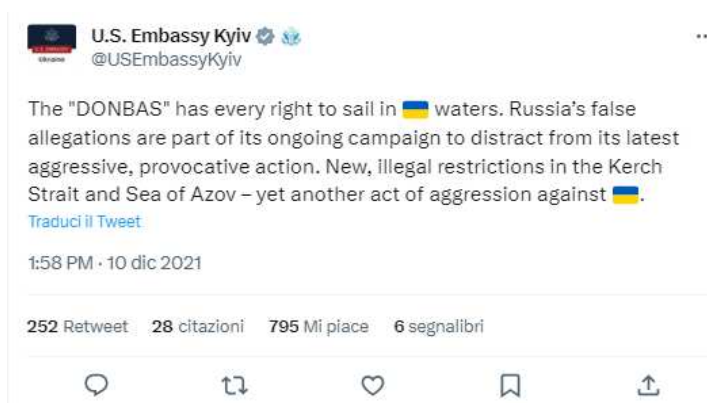 U.S. Embassy Kyiv
@USEmbassyKyiv
The "DONBAS" has every right to sail in 🇺🇦 waters. Russia’s false
allegations are part of its ongoing campaign to distract from its latest
aggressive, provocative action. New, illegal restrictions in the Kerch
Strait and Sea of Azov – yet another act of aggression against 🇺🇦.
Traduci il Tweet
1:58 PM · 10 dic 2021
252 Retweet 28 citazioni 795 Mi piace 6 segnalibri